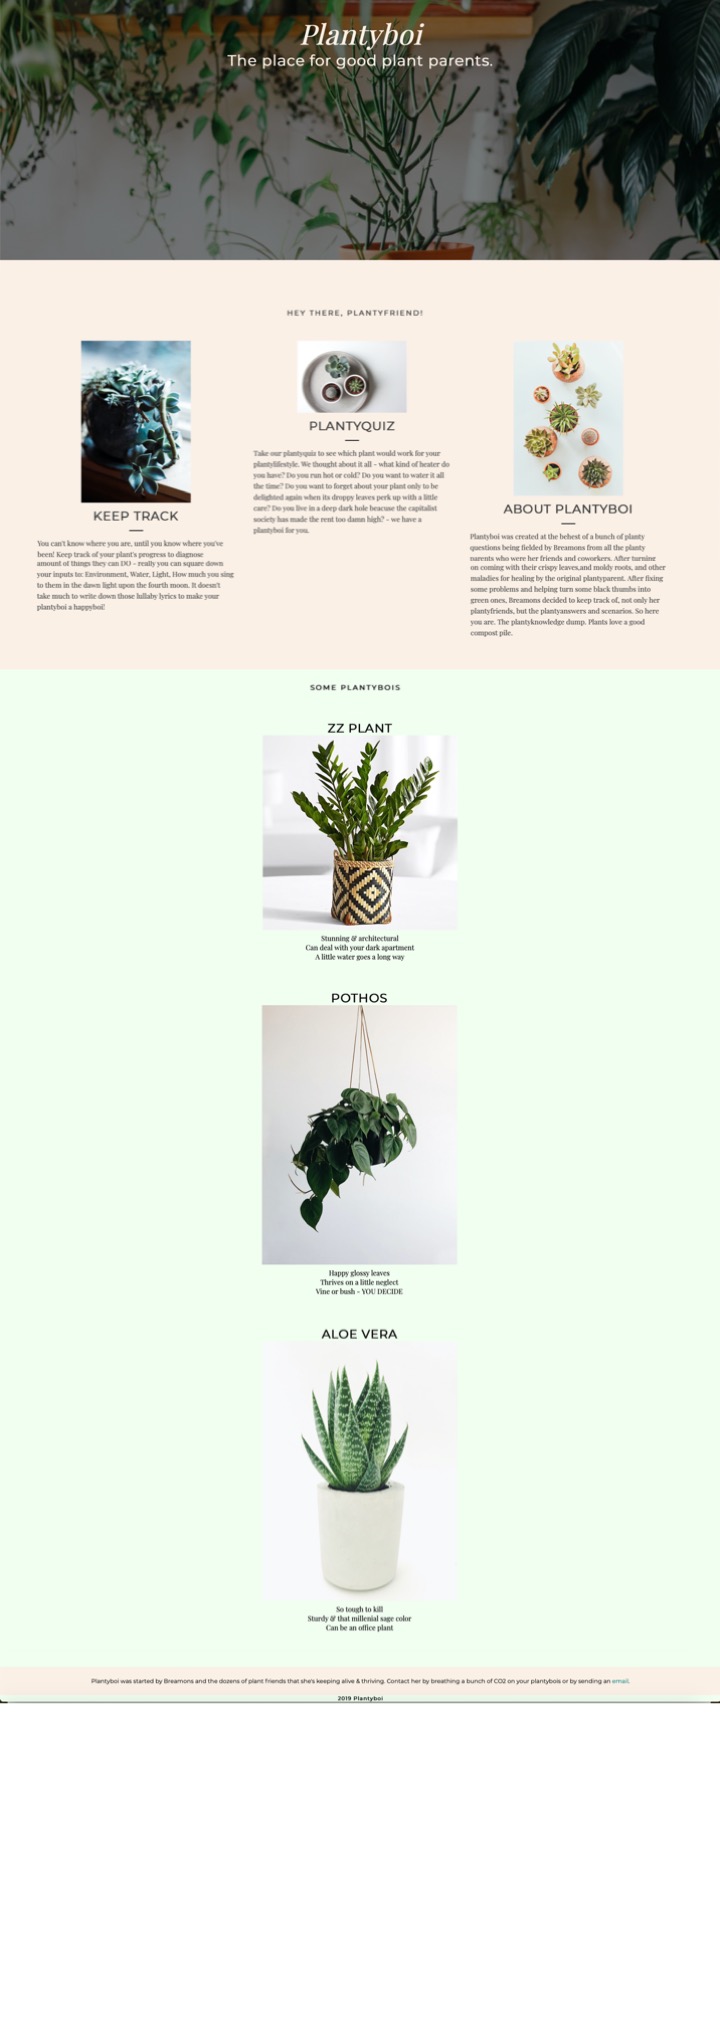 Plantyboi
The place for good plant parents.
HEY THERE, PLANTYFRIEND!
KEEP TRACK
You can't know where you are, until you know where you've
been! Keep track of your plant's progress to diagnose
amount of things they can DO - really you can square down
your inputs to: Environment, Water, Light, How much you sing
to them in the dawn light upon the fourth moon. It doesn't
take much to write down those lullaby lyrics to make your
plantyboi a happyboi!
PLANTYQUIZ
Take our plantyquiz to see which plant would work for your
plantylifestyle. We thought about it all - what kind of heater do
you have? Do you run hot or cold? Do you want to water it all
the time? Do you want to forget about your plant only to be
delighted again when its droppy leaves perk up with a little
care? Do you live in a deep dark hole beacuse the capitalist
society has made the rent too damn high? - we have a
plantyboi for you.
ABOUT PLANTYBOI
Plantyboi was created at the behest of a bunch of planty
questions being fielded by Breamons from all the planty
parents who were her friends and coworkers. After turning
on coming with their crispy leaves,and moldy roots, and other
maladies for healing by the original plantyparent. After fixing
some problems and helping turn some black thumbs into
green ones, Breamons decided to keep track of, not only her
plantyfriends, but the plantyanswers and scenarios. So here
you are. The plantyknowledge dump. Plants love a good
compost pile.
SOME PLANTYBOIS
ZZ PLANT
Stunning & architectural
Can deal with your dark apartment
A little water goes a long way
POTHOS
Happy glossy leaves
Thrives on a little neglect
Vine or bush - YOU DECIDE
ALOE VERA
So tough to kill
Sturdy & that millenial sage color
Can be an office plant
Plantyboi was started by Breamons and the dozens of plant friends that she's keeping alive & thriving. Contact her by breathing a bunch of CO2 on your plantybois or by sending an email.
2019 Plantyboi